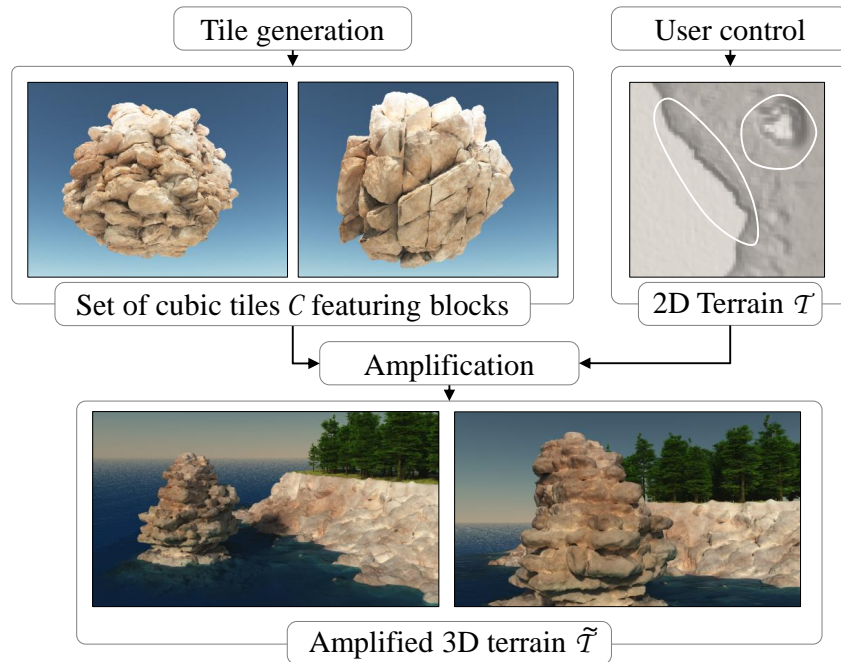 Tile generation
User control
Set of cubic tiles C featuring blocks
2D Terrain 𝒯
Amplification
Amplified 3D terrain 𝒯̃